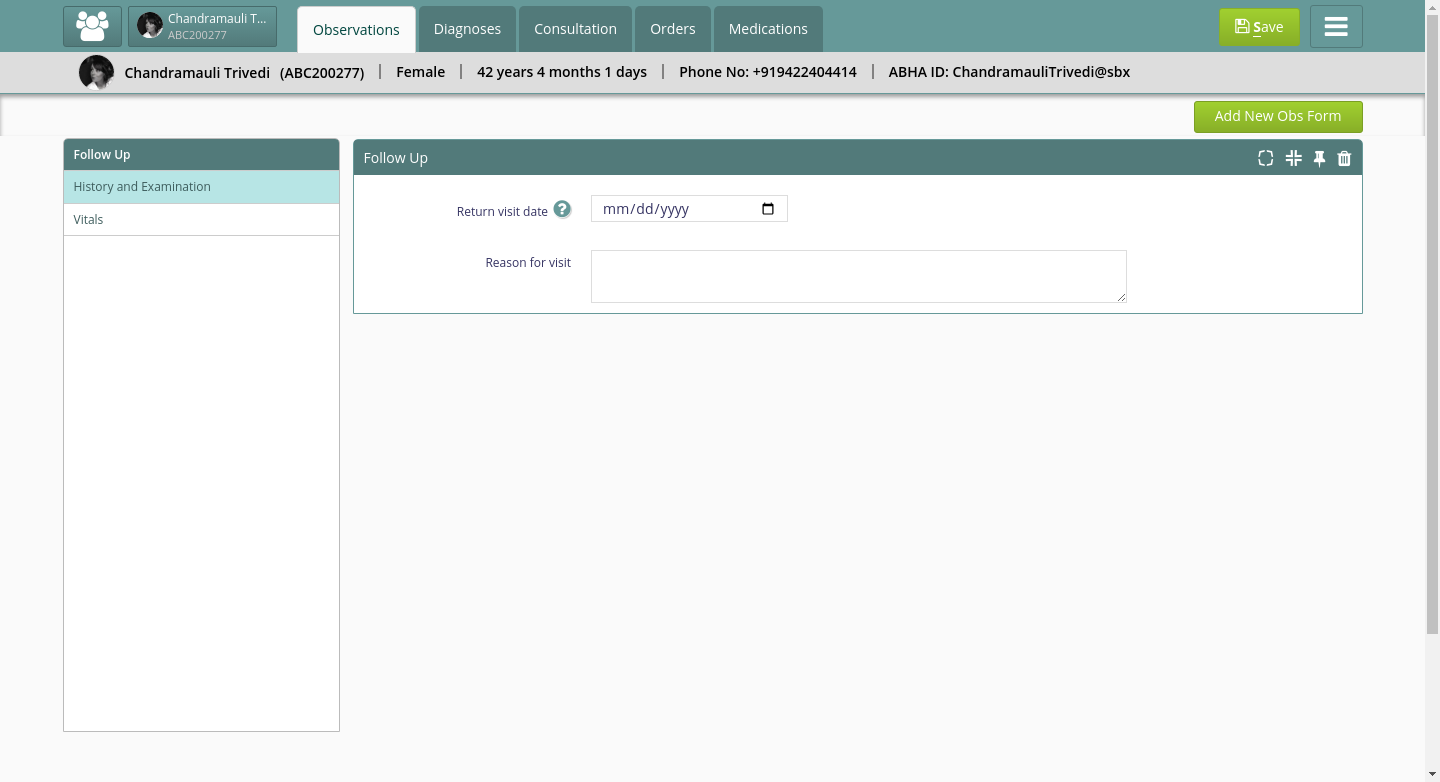 Chandramauli T...
ABC200277
Observations
Diagnoses
Consultation
Orders
Medications
Save
Chandramauli Trivedi (ABC200277) | Female | 42 years 4 months 1 days | Phone No: +919422404414 | ABHA ID: ChandramauliTrivedi@sbx
Add New Obs Form
Follow Up
History and Examination
Vitals
Follow Up
Return visit date ?
mm/dd/yyyy
Reason for visit